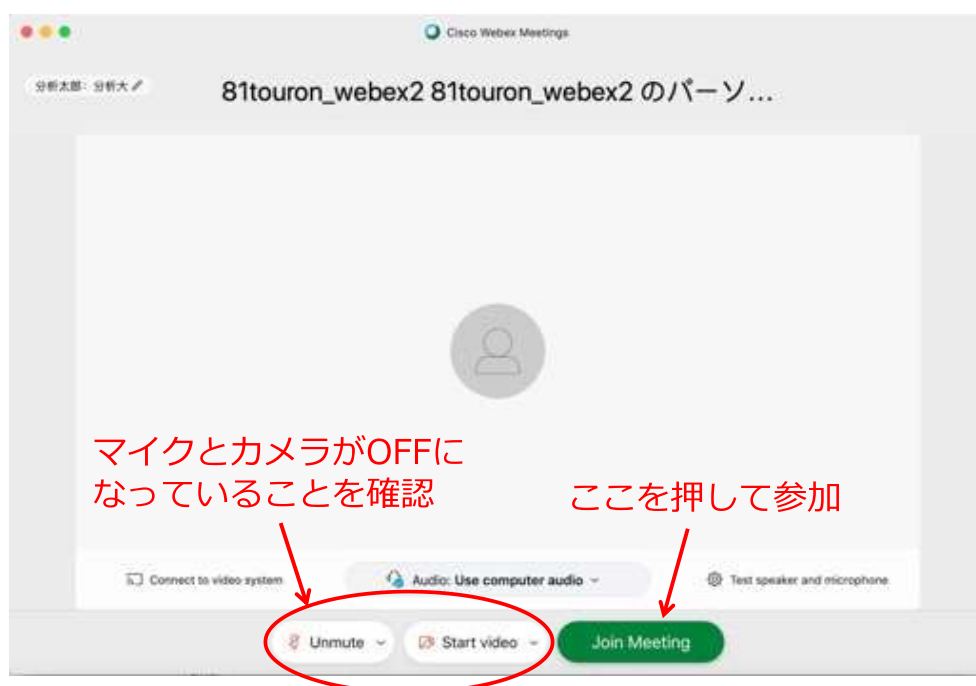 Cisco Webex Meetings
分析太郎: 分析大
81touron_webex2 81touron_webex2 のパーソ...
マイクとカメラがOFFに
なっていることを確認
ここを押して参加
Connect to video system
Audio: Use computer audio
Test speaker and microphone
Unmute
Start video
Join Meeting